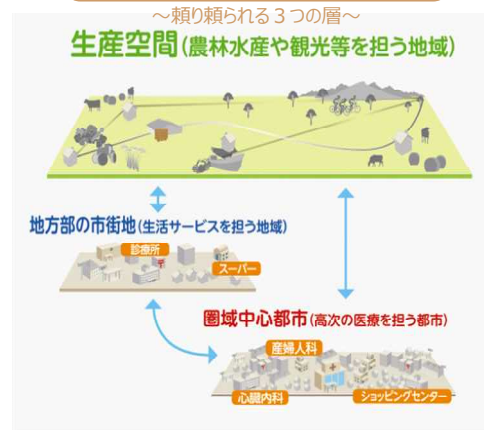 ～頼り頼られる３つの層～
生産空間(農林水産や観光等を担う地域)
地方部の市街地(生活サービスを担う地域)
診療所
スーパー
圏域中心都市(高次の医療を担う都市)
産婦人科
心臓内科
ショッピングセンター